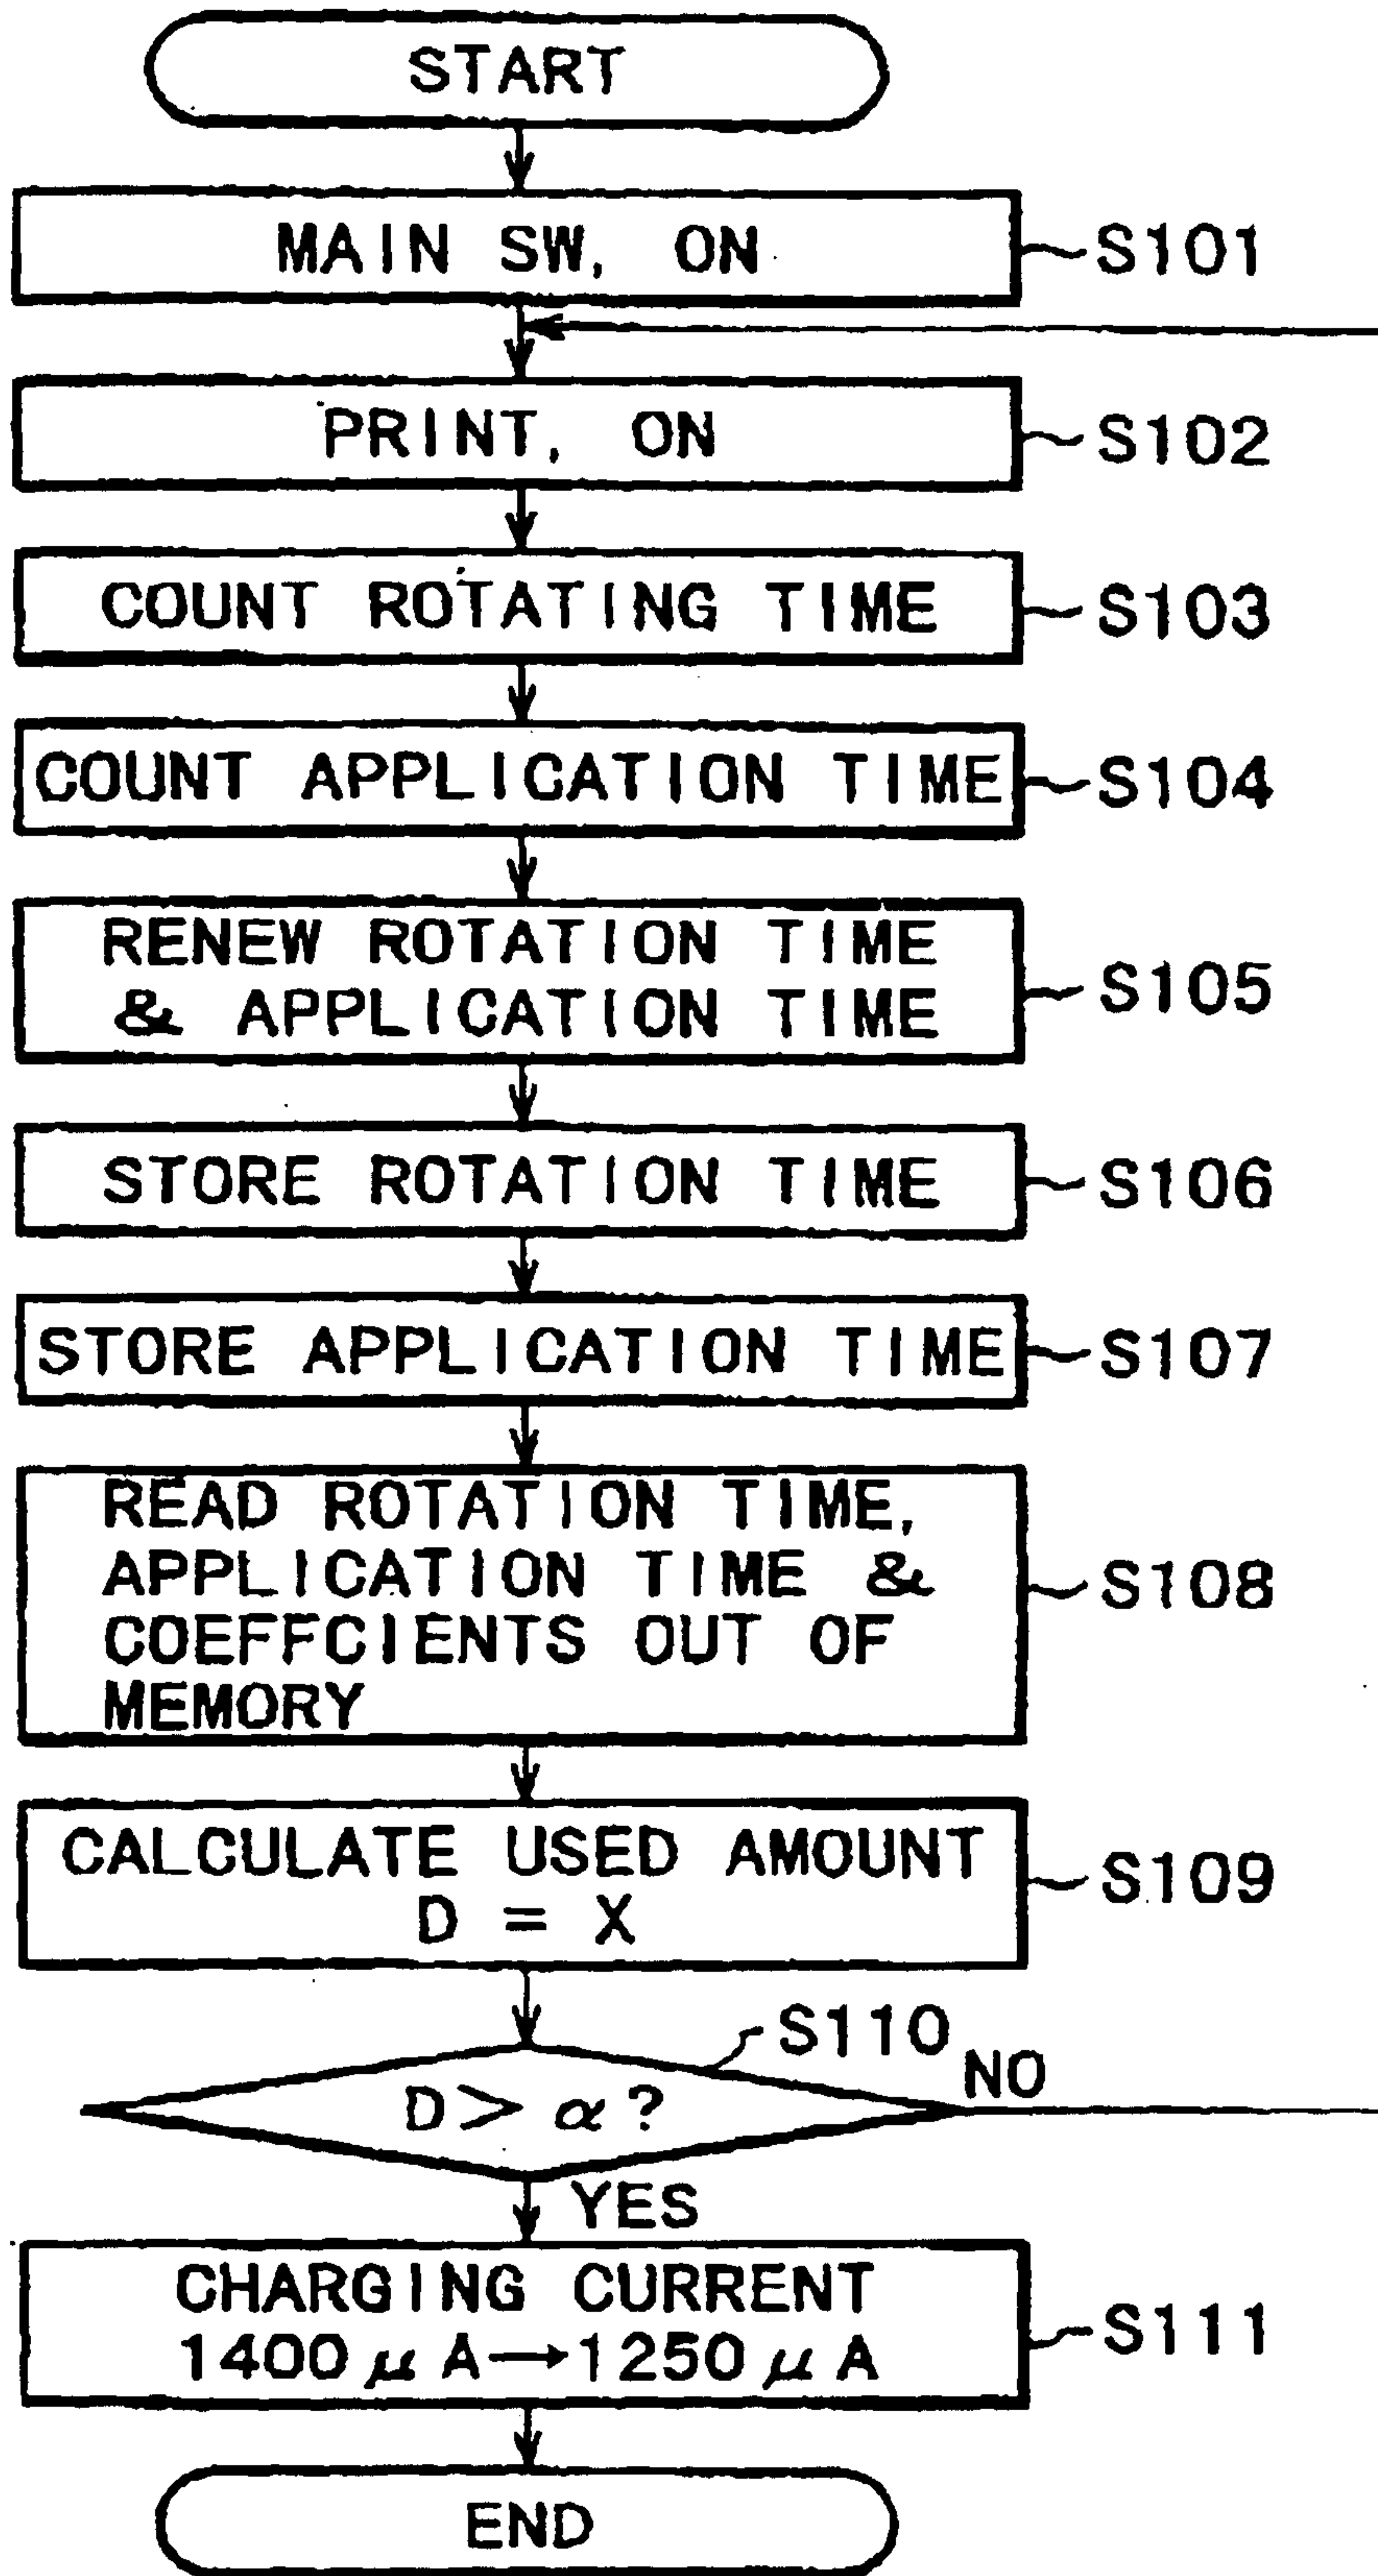 START
MAIN SW, ON
S101
PRINT, ON
S102
COUNT ROTATING TIME
S103
COUNT APPLICATION TIME
S104
RENEW ROTATION TIME
& APPLICATION TIME
S105
STORE ROTATION TIME
S106
STORE APPLICATION TIME
S107
READ ROTATION TIME,
APPLICATION TIME &
COEFFCIENTS OUT OF
MEMORY
S108
CALCULATE USED AMOUNT
D = X
S109
S110
NO
D > α ?
YES
CHARGING CURRENT
1400 μA→1250 μA
S111
END